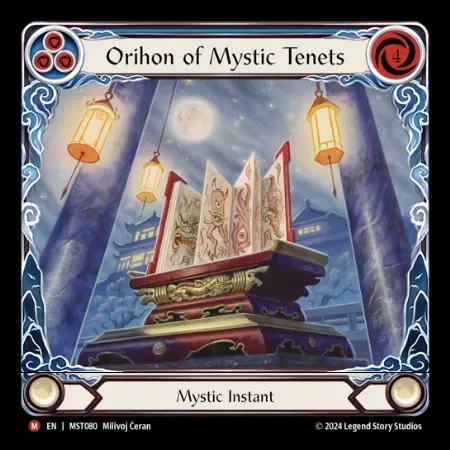 Orihon of Mystic Tenets
4
Mystic Instant
M EN | MST080 Milivoj Ćeran
© 2024 Legend Story Studios